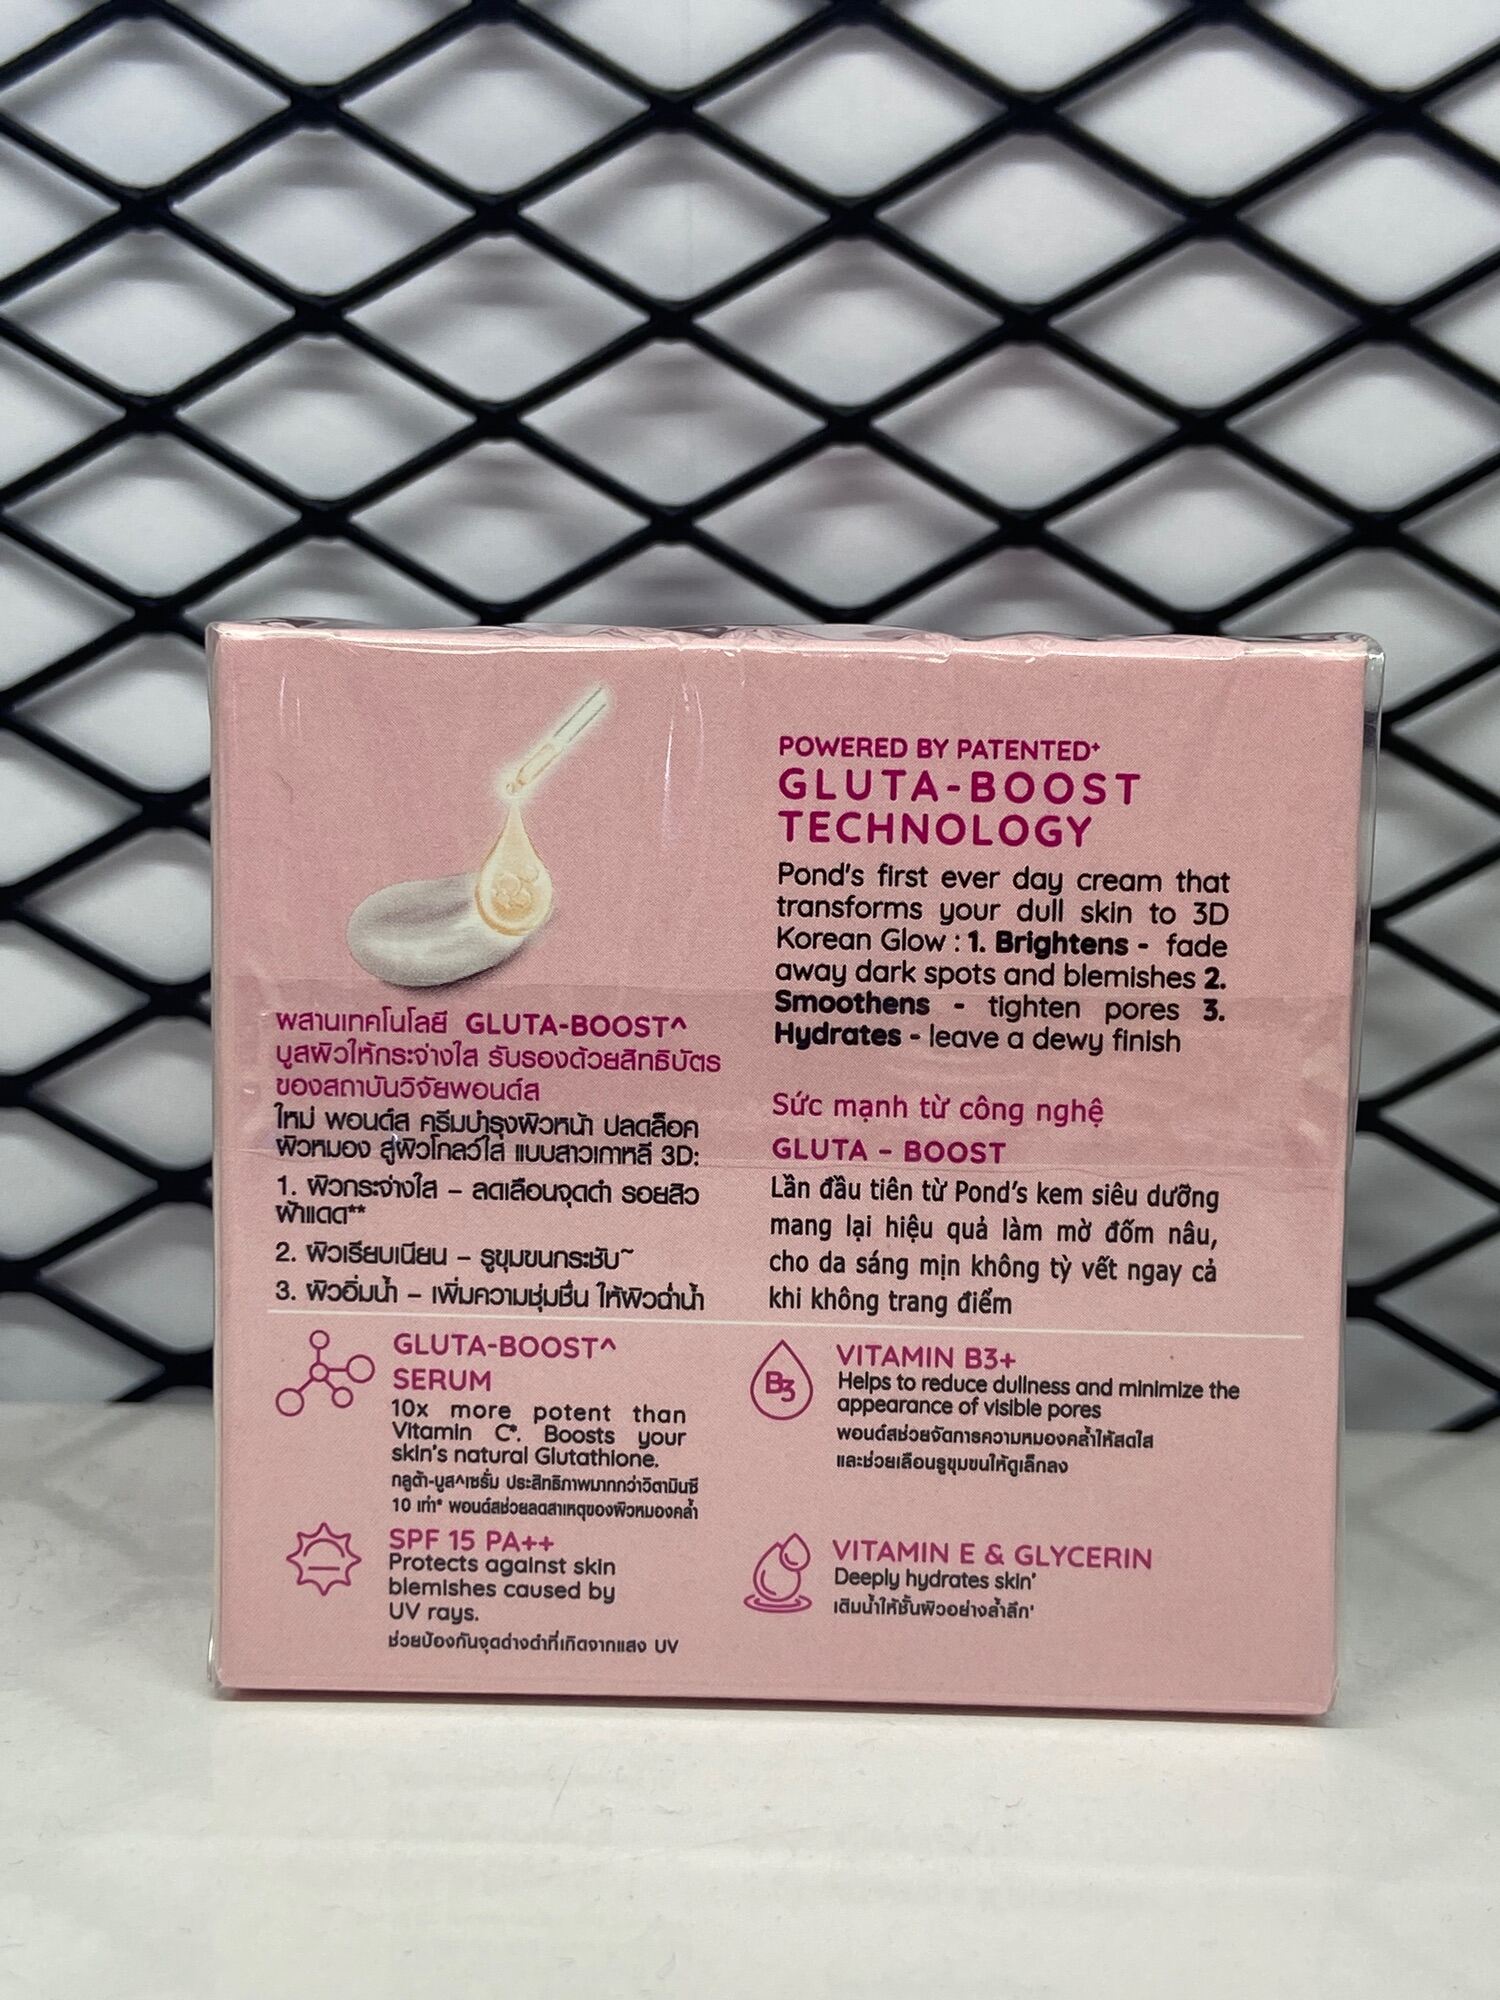 POWERED BY PATENTED⁺
GLUTA-BOOST
TECHNOLOGY
Pond's first ever day cream that
transforms your dull skin to 3D
Korean Glow : 1. Brightens - fade
away dark spots and blemishes 2.
Smoothens - tighten pores 3.
Hydrates - leave a dewy finish
ผสานเทคโนโลยี GLUTA-BOOST^
บูสผิวให้กระจ่างใส รับรองด้วยสิทธิบัตร
ของสถาบันวิจัยพอนด์ส
ใหม่ พอนด์ส ครีมบำรุงผิวหน้า ปลดล็อค
ผิวหมอง สู่ผิวโกลว์ใส แบบสาวเกาหลี 3D:
1. ผิวกระจ่างใส – ลดเลือนจุดดำ รอยสิว
ฝ้าแดด**
2. ผิวเรียบเนียน – รูขุมขนกระชับ~
3. ผิวอิ่มน้ำ – เพิ่มความชุ่มชื่น ให้ผิวฉ่ำน้ำ
Sức mạnh từ công nghệ
GLUTA – BOOST
Lần đầu tiên từ Pond's kem siêu dưỡng
mang lại hiệu quả làm mờ đốm nâu,
cho da sáng mịn không tỳ vết ngay cả
khi không trang điểm
GLUTA-BOOST^
SERUM
10x more potent than
Vitamin C*. Boosts your
skin's natural Glutathione.
กลูต้า-บูส^เซรั่ม ประสิทธิภาพมากกว่าวิตามินซี
10 เท่า* พอนด์สช่วยลดสาเหตุของผิวหมองคล้ำ
B3
VITAMIN B3+
Helps to reduce dullness and minimize the
appearance of visible pores
พอนด์สช่วยจัดการความหมองคล้ำให้สดใส
และช่วยเลือนรูขุมขนให้ดูเล็กลง
SPF 15 PA++
Protects against skin
blemishes caused by
UV rays.
ช่วยป้องกันจุดด่างดำที่เกิดจากแสง UV
VITAMIN E & GLYCERIN
Deeply hydrates skin'
เติมน้ำให้ชั้นผิวอย่างล้ำลึก'